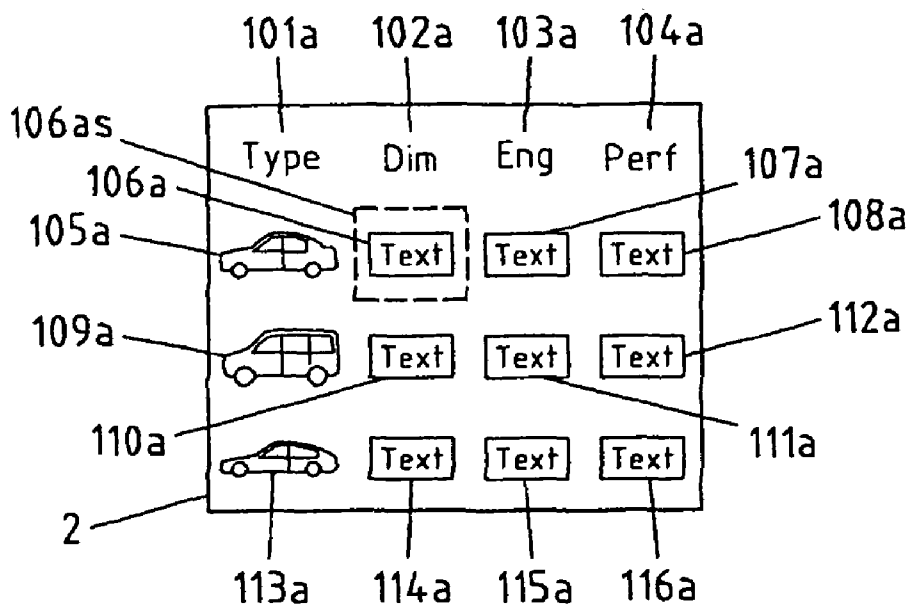 101a 102a 103a 104a
106as
Type Dim Eng Perf
106a
107a
105a
Text Text Text
108a
109a
Text Text Text
112a
110a
111a
Text Text Text
2
113a 114a 115a 116a